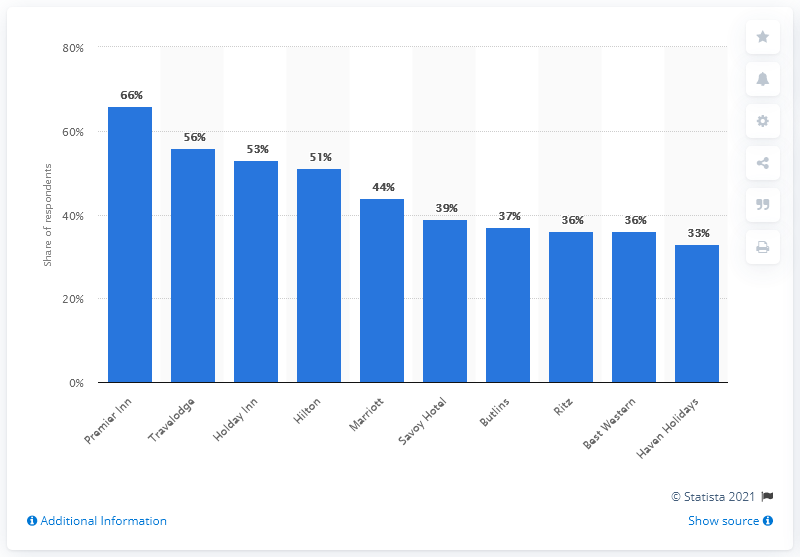 80%
60%
40%
20%
0%
Share of respondents
66%
56%
53%
51%
44%
39%
37%
36%
36%
33%
Premier Inn
Travelodge
Holday Inn
Hilton
Marriott
Savoy Hotel
Butlins
Ritz
Best Western
Haven Holidays
© Statista 2021
Additional Information
Show source